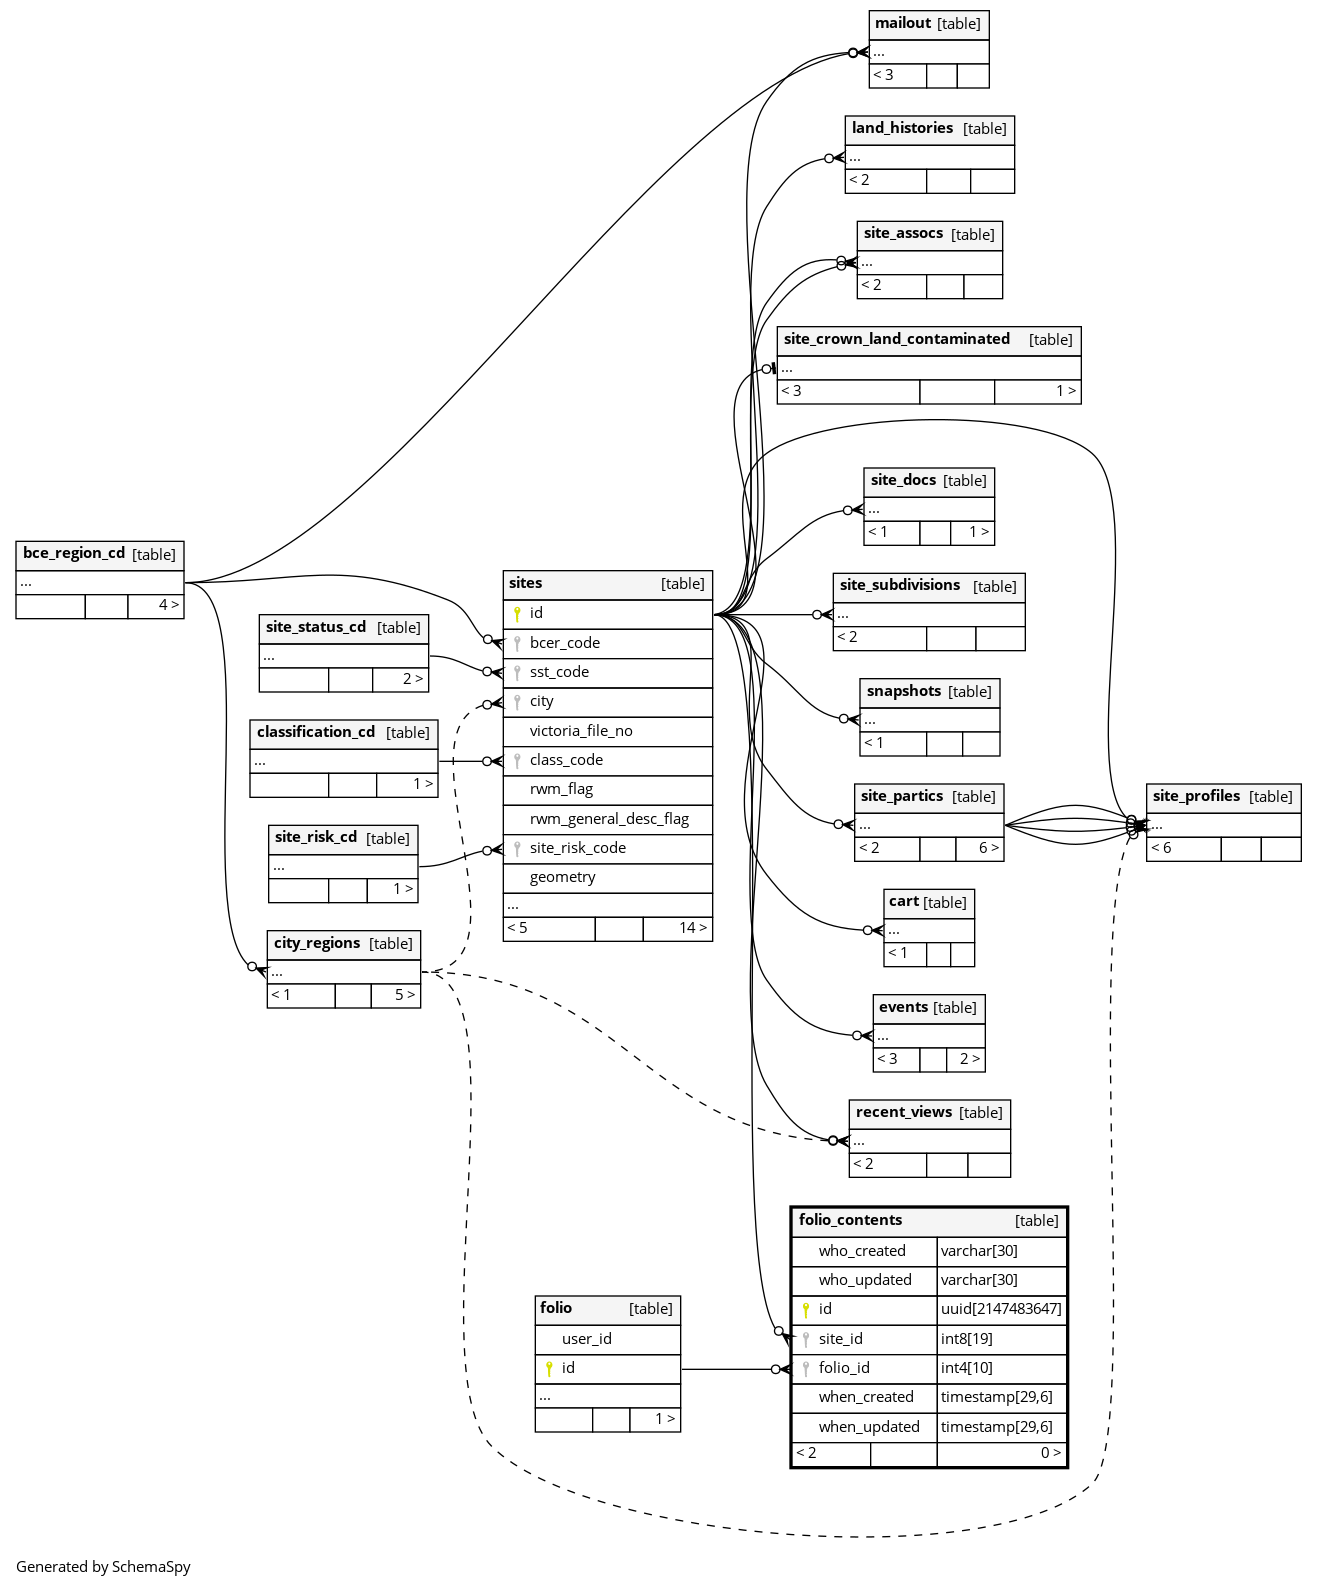 mailout [table]
...
< 3
land_histories [table]
...
< 2
site_assocs [table]
...
< 2
site_crown_land_contaminated [table]
...
< 3 1 >
site_docs [table]
...
< 1 1 >
bce_region_cd [table]
...
4 >
sites [table]
id
bcer_code
sst_code
city
victoria_file_no
class_code
rwm_flag
rwm_general_desc_flag
site_risk_code
geometry
...
< 5 14 >
site_subdivisions [table]
...
< 2
site_status_cd [table]
...
2 >
snapshots [table]
...
< 1
classification_cd [table]
...
1 >
site_partics [table]
...
< 2 6 >
site_profiles [table]
...
< 6
site_risk_cd [table]
...
1 >
cart [table]
...
< 1
city_regions [table]
...
< 1 5 >
events [table]
...
< 3 2 >
recent_views [table]
...
< 2
folio_contents [table]
who_created varchar[30]
who_updated varchar[30]
id uuid[2147483647]
site_id int8[19]
folio_id int4[10]
when_created timestamp[29,6]
when_updated timestamp[29,6]
< 2 0 >
folio [table]
user_id
id
...
1 >
Generated by SchemaSpy